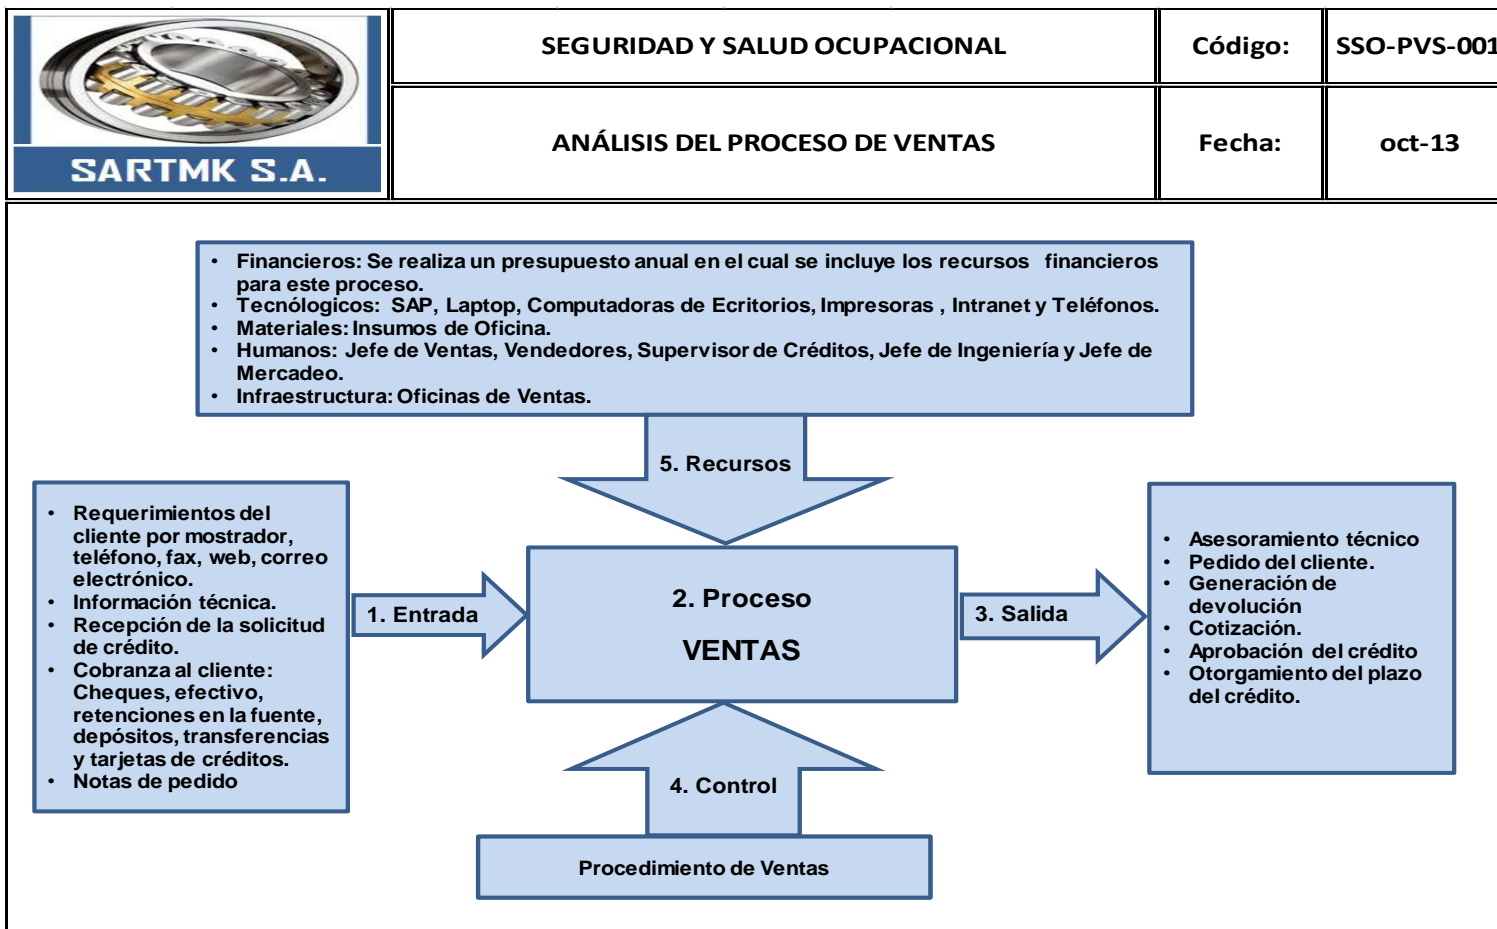 SARTMK S.A.
SEGURIDAD Y SALUD OCUPACIONAL
Código:
SSO-PVS-001
ANÁLISIS DEL PROCESO DE VENTAS
Fecha:
oct-13
• Financieros: Se realiza un presupuesto anual en el cual se incluye los recursos financieros
para este proceso.
• Tecnólogicos: SAP, Laptop, Computadoras de Ecritorios, Impresoras , Intranet y Teléfonos.
• Materiales: Insumos de Oficina.
• Humanos: Jefe de Ventas, Vendedores, Supervisor de Créditos, Jefe de Ingeniería y Jefe de
Mercadeo.
• Infraestructura: Oficinas de Ventas.
5. Recursos
• Requerimientos del
cliente por mostrador,
teléfono, fax, web, correo
electrónico.
• Información técnica.
• Recepción de la solicitud
de crédito.
• Cobranza al cliente:
Cheques, efectivo,
retenciones en la fuente,
depósitos, transferencias
y tarjetas de créditos.
• Notas de pedido
1. Entrada
2. Proceso
VENTAS
3. Salida
• Asesoramiento técnico
• Pedido del cliente.
• Generación de
devolución
• Cotización.
• Aprobación del crédito
• Otorgamiento del plazo
del crédito.
4. Control
Procedimiento de Ventas